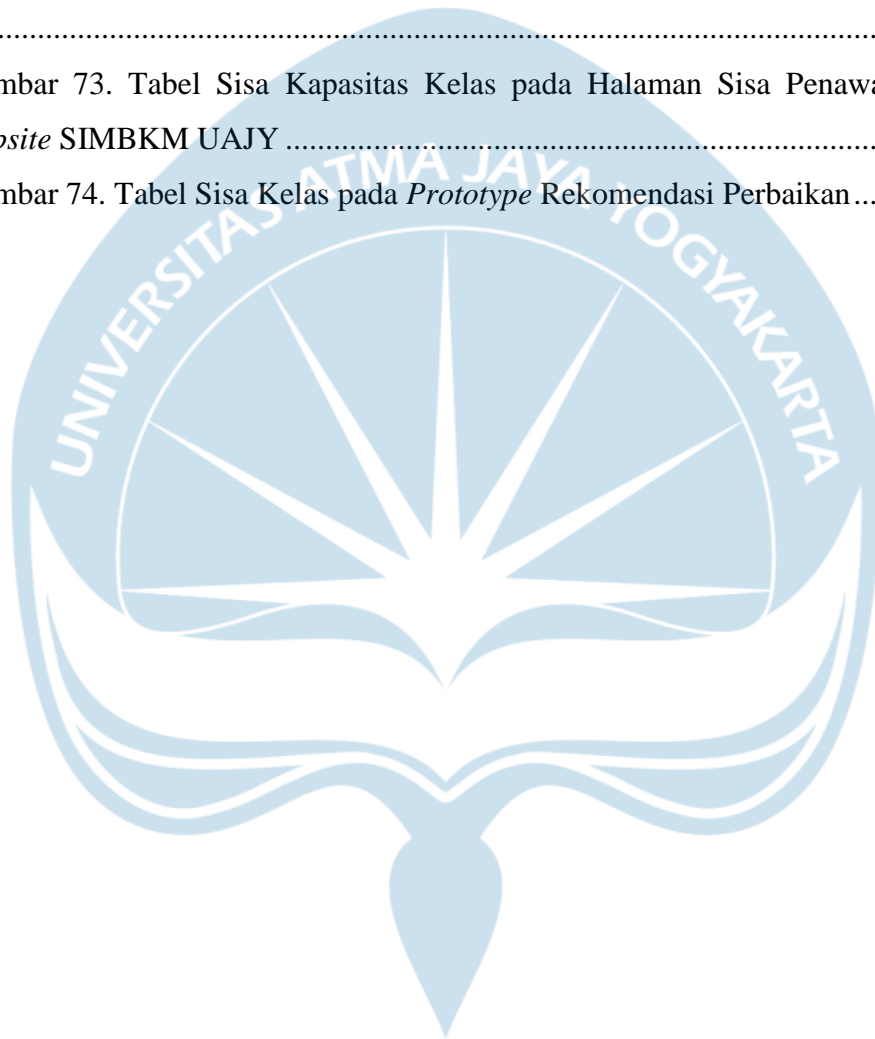 ........................................................................................................
mbar 73. Tabel Sisa Kapasitas Kelas pada Halaman Sisa Penawa
bsite SIMBKM UAJY ........................................................................
mbar 74. Tabel Sisa Kelas pada Prototype Rekomendasi Perbaikan....
UNIVERSITAS ATMA JAYA YOGYAKARTA